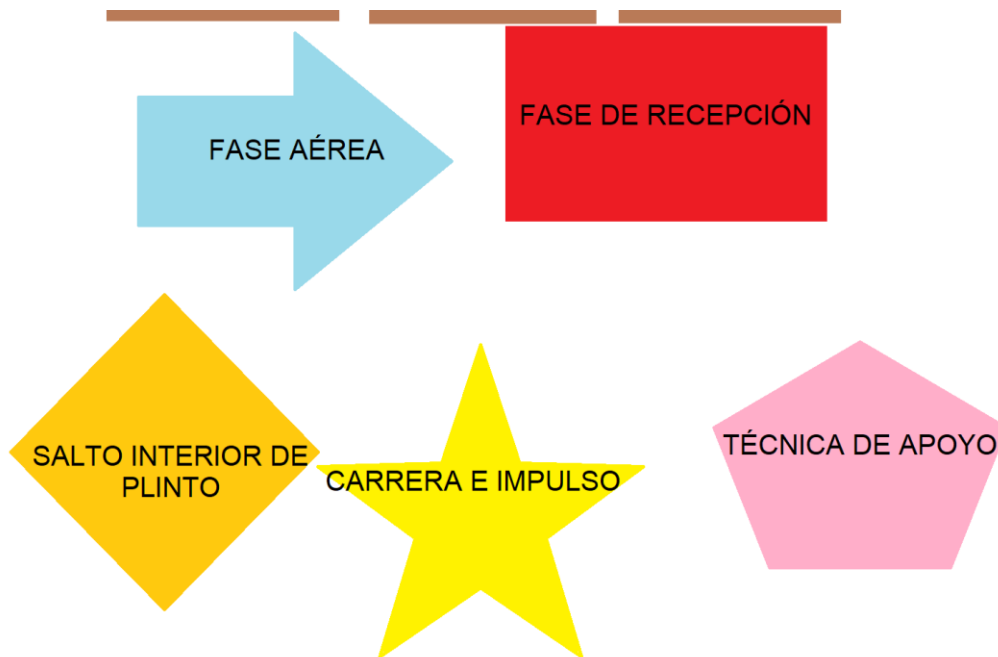 FASE AÉREA
FASE DE RECEPCIÓN
SALTO INTERIOR DE
PLINTO
CARRERA E IMPULSO
TÉCNICA DE APOYO